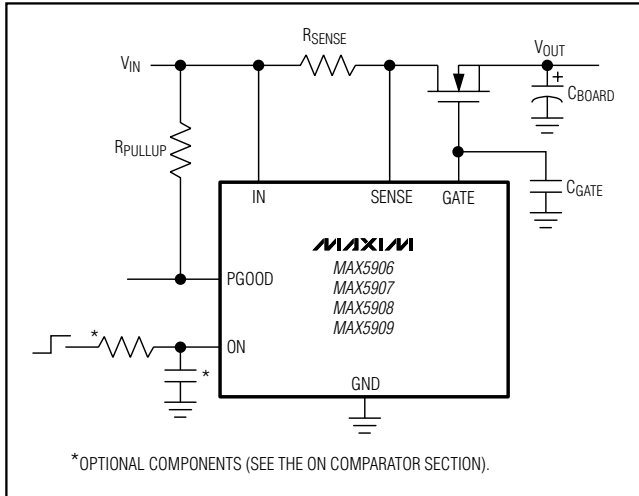 RSENSE
VIN
VOUT
+
CBOARD
RPULLUP
CGATE
IN
SENSE
GATE
MAXIM
PGOOD
MAX5906
MAX5907
MAX5908
MAX5909
*
ON
*
GND
*OPTIONAL COMPONENTS (SEE THE ON COMPARATOR SECTION).